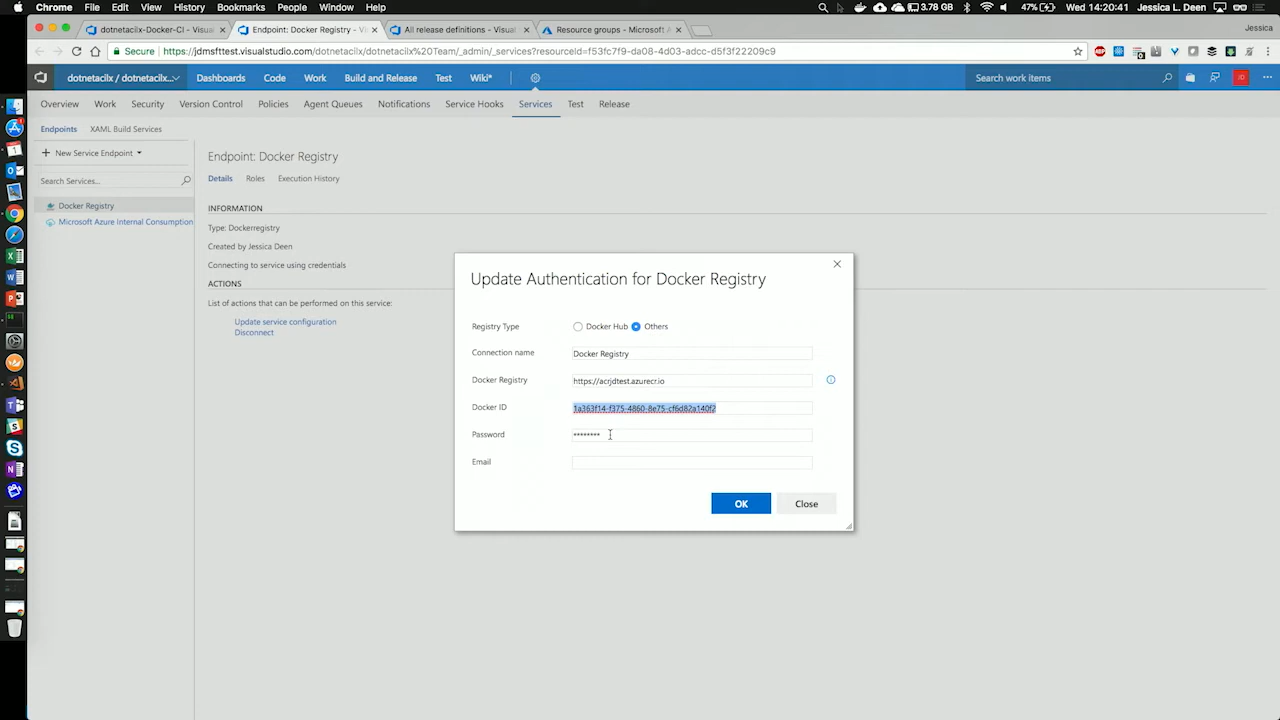 Chrome File Edit View History Bookmarks People Window Help 3.78 GB 47% Wed 14:20:41 Jessica L Deen
dotnetacilx-Docker-CI - Visual Endpoint: Docker Registry - Vi All release definitions - Visual Resource groups - Microsoft A Jessica
Secure https://jdmsfttest.visualstudio.com/dotnetacilx/dotnetacilx%20Team/_admin/_services?resourceId=f53fc7f9-da08-4d03-adcc-d5f3f22209c9
dotnetacilx / dotnetacilx... Dashboards Code Work Build and Release Test Wiki* Search work items JD
Overview Work Security Version Control Policies Agent Queues Notifications Service Hooks Services Test Release
Endpoints XAML Build Services
New Service Endpoint
Search Services...
Docker Registry
Microsoft Azure Internal Consumption
Endpoint: Docker Registry
Details Roles Execution History
INFORMATION
Type: Dockerregistry
Created by Jessica Deen
Connecting to service using credentials
ACTIONS
List of actions that can be performed on this service:
Update service configuration
Disconnect
Update Authentication for Docker Registry
Registry Type Docker Hub Others
Connection name Docker Registry
Docker Registry https://acrjdtest.azurecr.io
Docker ID 1a363f14-f375-4860-8e75-cf6d82a140f2
Password ********
Email
OK Close